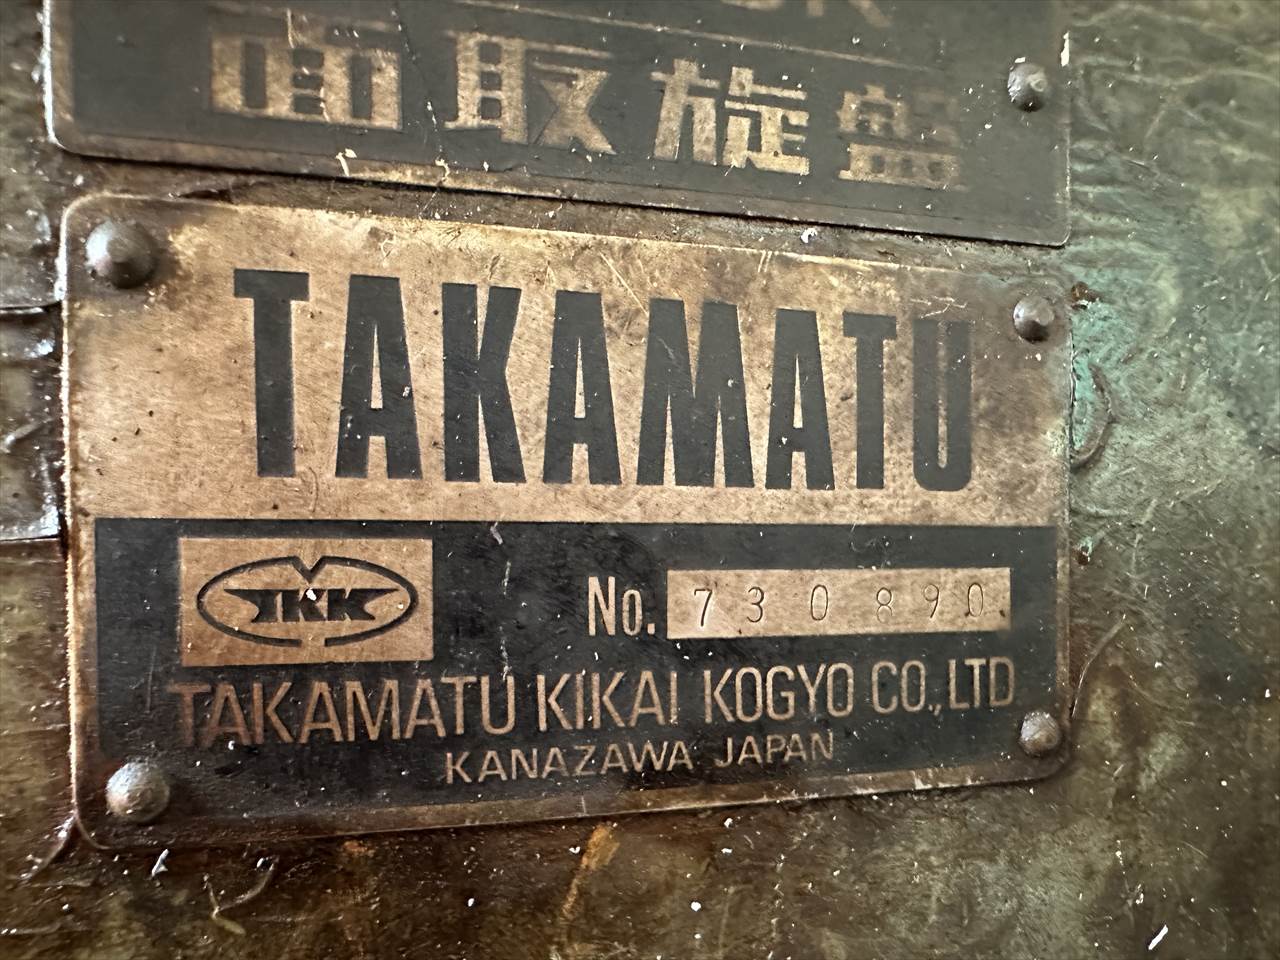 面取旋盤
TAKAMATU
TKK
No. 730890
TAKAMATU KIKAI KOGYO CO.,LTD
KANAZAWA JAPAN